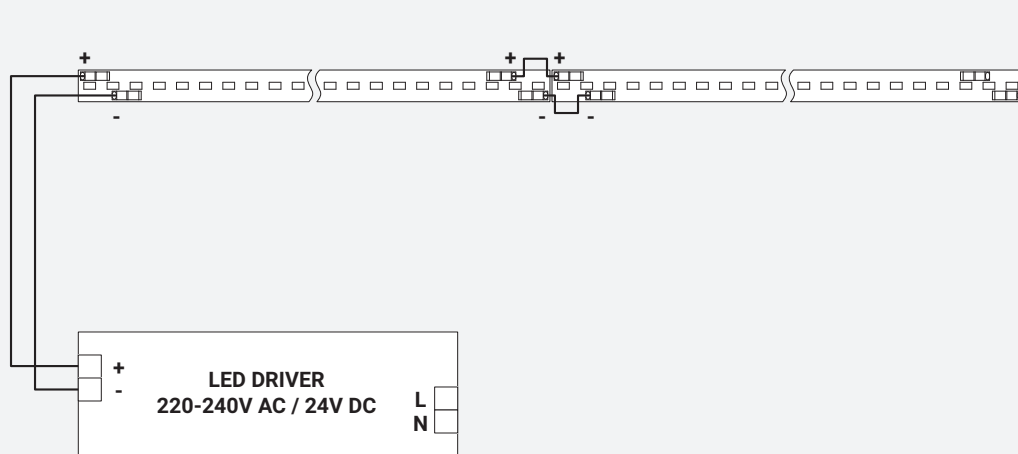 + + +
- - -
+
-
LED DRIVER
220-240V AC / 24V DC
L
N